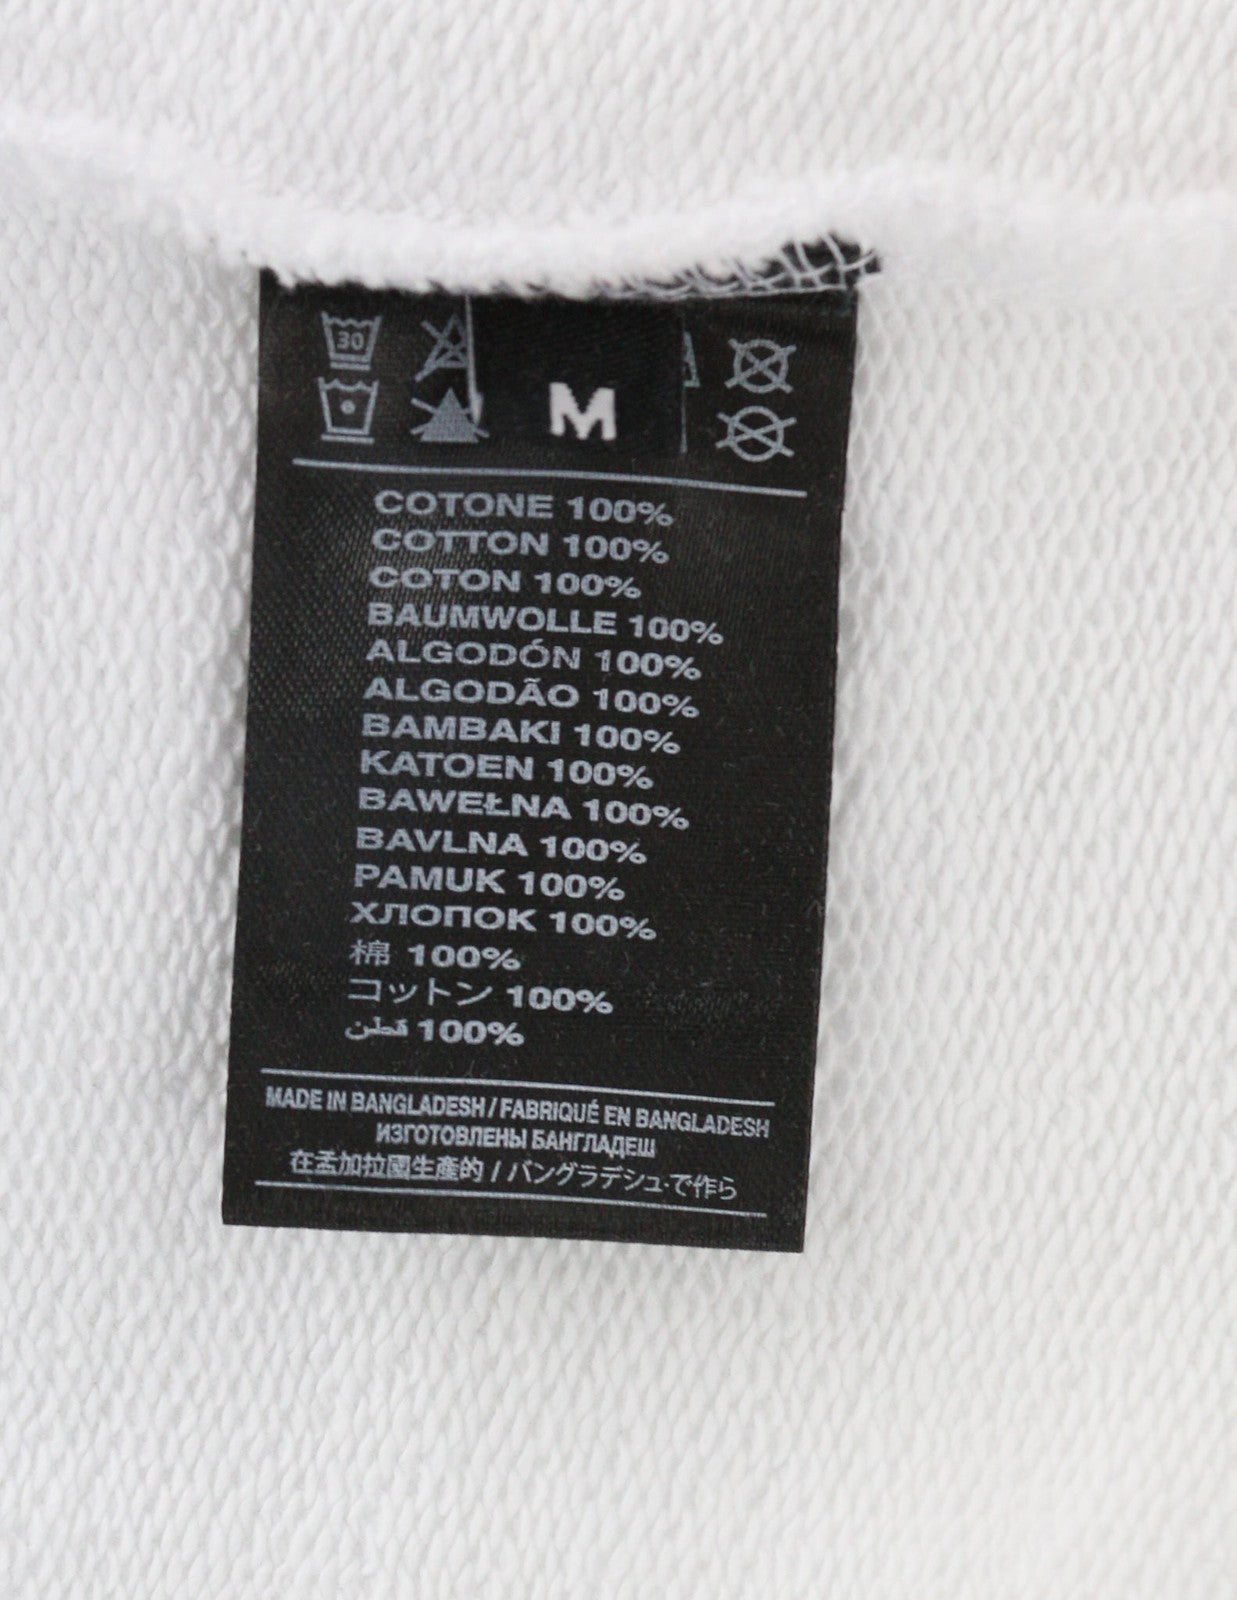 30
M
COTONE 100%
COTTON 100%
COTON 100%
BAUMWOLLE 100%
ALGODÓN 100%
ALGODÃO 100%
BAMBAKI 100%
KATOEN 100%
BAWEŁNA 100%
BAVLNA 100%
PAMUK 100%
ХЛОПОК 100%
棉 100%
コットン 100%
قطن 100%
MADE IN BANGLADESH / FABRIQUÉ EN BANGLADESH
ИЗГОТОВЛЕНЫ БАНГЛАДЕШ
在孟加拉國生産的 / バングラデシュ·で作ら